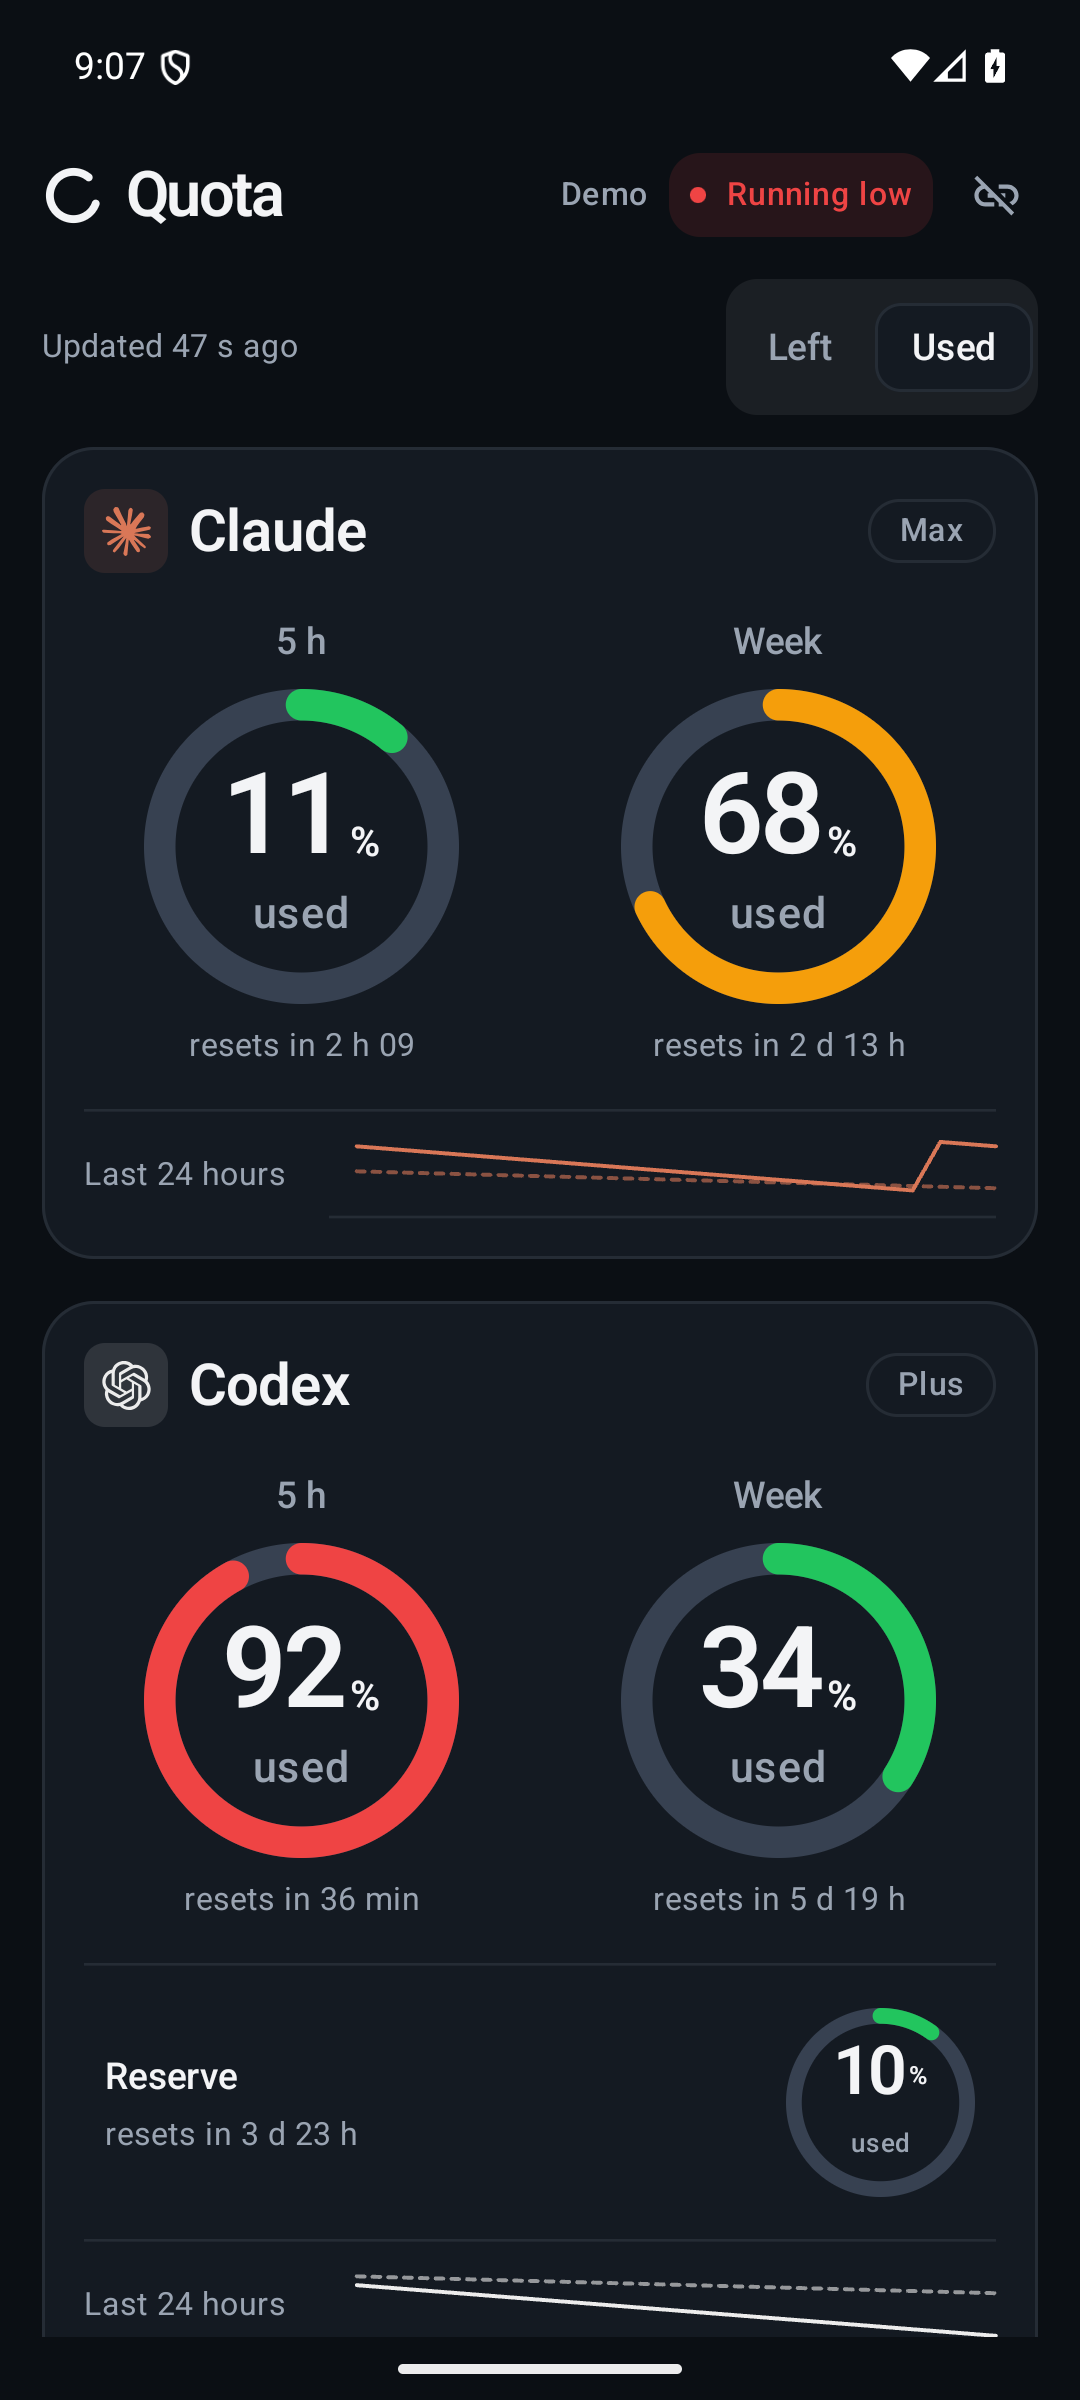 9:07
Quota
Demo
Running low
Updated 47 s ago
Left
Used
Claude
Max
5 h
Week
11%
used
68%
used
resets in 2 h 09
resets in 2 d 13 h
Last 24 hours
Codex
Plus
5 h
Week
92%
used
34%
used
resets in 36 min
resets in 5 d 19 h
Reserve
resets in 3 d 23 h
10%
used
Last 24 hours